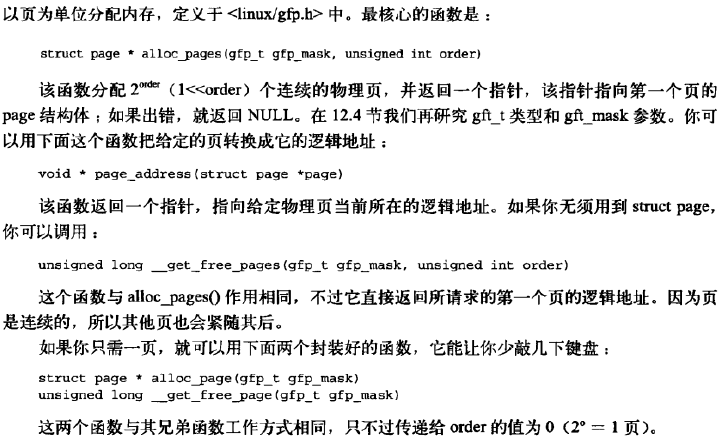 以页为单位分配内存，定义于 <linux/gfp.h> 中。最核心的函数是：
struct page * alloc_pages(gfp_t gfp_mask, unsigned int order)
该函数分配 2^order（1<<order）个连续的物理页，并返回一个指针，该指针指向第一个页的
page 结构体；如果出错，就返回 NULL。在 12.4 节我们再研究 gft_t 类型和 gft_mask 参数。你可
以用下面这个函数把给定的页转换成它的逻辑地址：
void * page_address(struct page *page)
该函数返回一个指针，指向给定物理页当前所在的逻辑地址。如果你无须用到 struct page，
你可以调用：
unsigned long __get_free_pages(gfp_t gfp_mask, unsigned int order)
这个函数与 alloc_pages() 作用相同，不过它直接返回所请求的第一个页的逻辑地址。因为页
是连续的，所以其他页也会紧随其后。
如果你只需一页，就可以用下面两个封装好的函数，它能让你少敲几下键盘：
struct page * alloc_page(gfp_t gfp_mask)
unsigned long __get_free_page(gfp_t gfp_mask)
这两个函数与其兄弟函数工作方式相同，只不过传递给 order 的值为 0（2° = 1 页）。